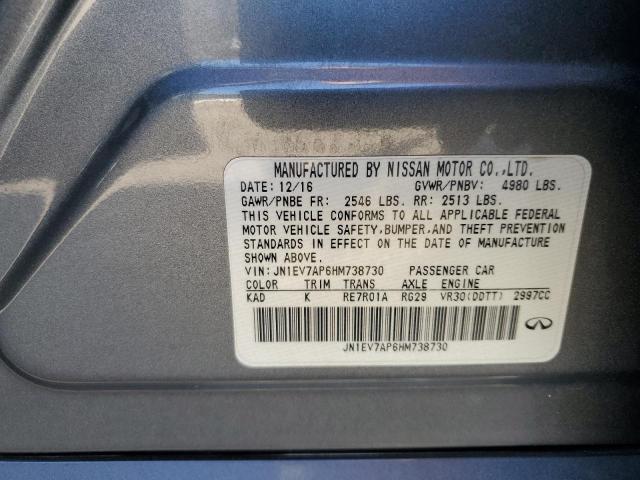 MANUFACTURED BY NISSAN MOTOR CO.,LTD.
DATE: 12/16 GVWR/PNBV: 4980 LBS.
GAWR/PNBE FR: 2546 LBS. RR: 2513 LBS.
THIS VEHICLE CONFORMS TO ALL APPLICABLE FEDERAL
MOTOR VEHICLE SAFETY,BUMPER,AND THEFT PREVENTION
STANDARDS IN EFFECT ON THE DATE OF MANUFACTURE
SHOWN ABOVE.
VIN: JN1EV7AP6HM738730 PASSENGER CAR
COLOR TRIM TRANS AXLE ENGINE
KAD K RE7R01A RG29 VR30(DDTT) 2997CC
JN1EV7AP6HM738730